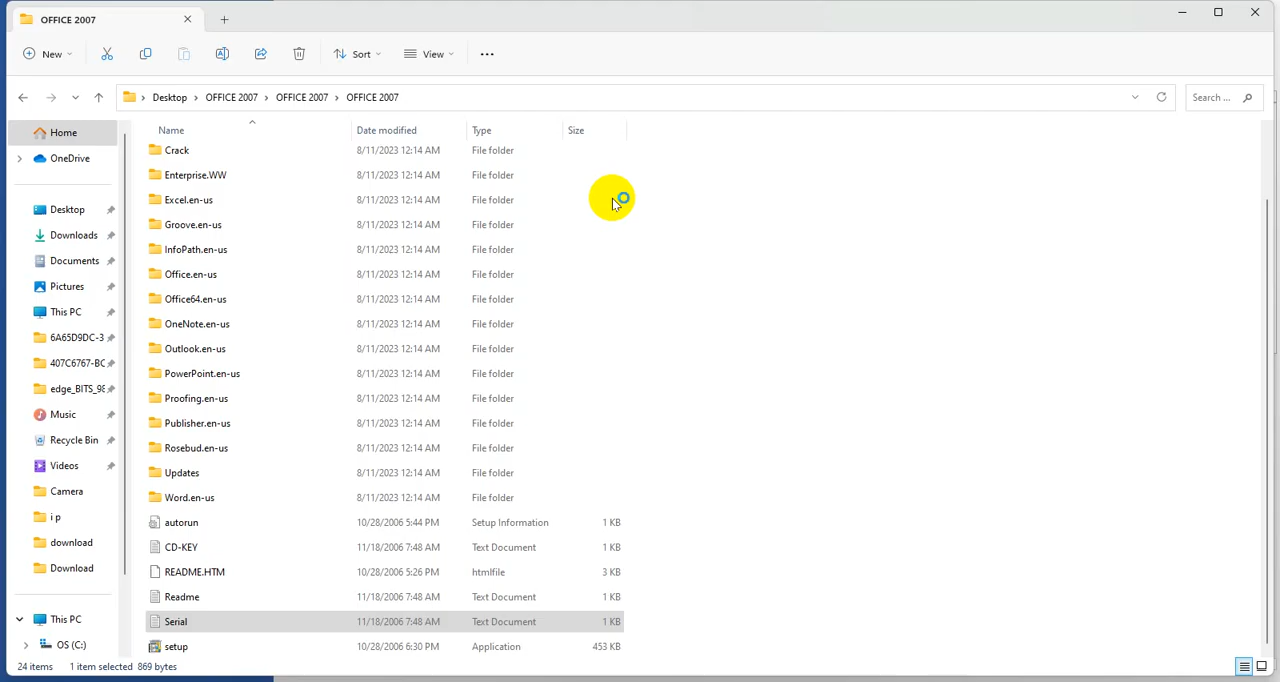 OFFICE 2007
New
Sort
View
Desktop > OFFICE 2007 > OFFICE 2007 > OFFICE 2007
Search ...
Name Date modified Type Size
Crack 8/11/2023 12:14 AM File folder
Enterprise.WW 8/11/2023 12:14 AM File folder
Excel.en-us 8/11/2023 12:14 AM File folder
Groove.en-us 8/11/2023 12:14 AM File folder
InfoPath.en-us 8/11/2023 12:14 AM File folder
Office.en-us 8/11/2023 12:14 AM File folder
Office64.en-us 8/11/2023 12:14 AM File folder
OneNote.en-us 8/11/2023 12:14 AM File folder
Outlook.en-us 8/11/2023 12:14 AM File folder
PowerPoint.en-us 8/11/2023 12:14 AM File folder
Proofing.en-us 8/11/2023 12:14 AM File folder
Publisher.en-us 8/11/2023 12:14 AM File folder
Rosebud.en-us 8/11/2023 12:14 AM File folder
Updates 8/11/2023 12:14 AM File folder
Word.en-us 8/11/2023 12:14 AM File folder
autorun 10/28/2006 5:44 PM Setup Information 1 KB
CD-KEY 11/18/2006 7:48 AM Text Document 1 KB
README.HTM 10/28/2006 5:26 PM htmlfile 3 KB
Readme 11/18/2006 7:48 AM Text Document 1 KB
Serial 11/18/2006 7:48 AM Text Document 1 KB
setup 10/28/2006 6:30 PM Application 453 KB
Home
OneDrive
Desktop
Downloads
Documents
Pictures
This PC
6A65D9DC-3
407C6767-BC
edge_BITS_98
Music
Recycle Bin
Videos
Camera
i p
download
Download
This PC
OS (C:)
24 items 1 item selected 869 bytes